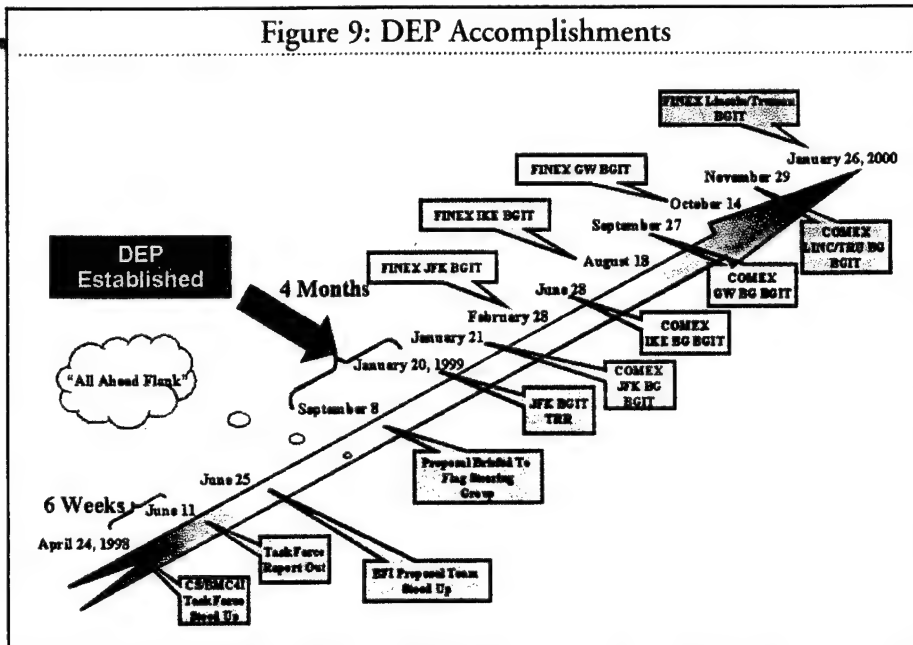 Figure 9: DEP Accomplishments
FINEX Lincoln/Truman
BGIT
January 26, 2000
FINEX GW BGIT
November 29
October 14
FINEX IKE BGIT
September 27
COMEX
LINC/TRU BG
BGIT
DEP
Established
August 18
FINEX JFK BGIT
COMEX
GW BG BGIT
4 Months
June 28
February 28
COMEX
IKE BG BGIT
January 21
January 20, 1999
COMEX
JFK BG
BGIT
"All Ahead Flank"
JFK BGIT
TRR
September 8
Proposal Briefed To
Flag Steering
Group
June 25
6 Weeks
June 11
April 24, 1998
Task Force
Report Out
BFI Proposal Team
Stood Up
CS/BMC4I
Task Force
Stood Up